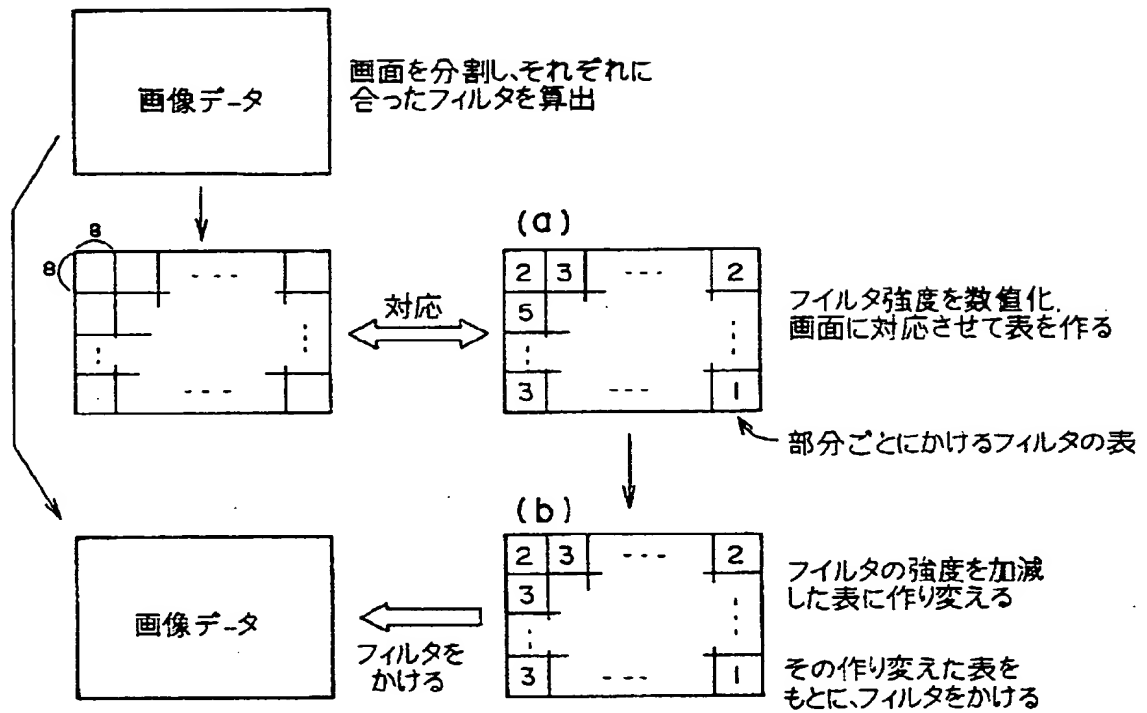 画像データ
画面を分割し、それぞれに
合ったフィルタを算出
8
8
---
対応
(a)
2 3 --- 2
5
3 --- 1
フイルタ強度を数値化、
画面に対応させて表を作る
部分ごとにかけるフィルタの表
(b)
2 3 --- 2
3
3 --- 1
フイルタの強度を加減
した表に作り変える
その作り変えた表を
もとに、フィルタをかける
フィルタを
かける
画像データ